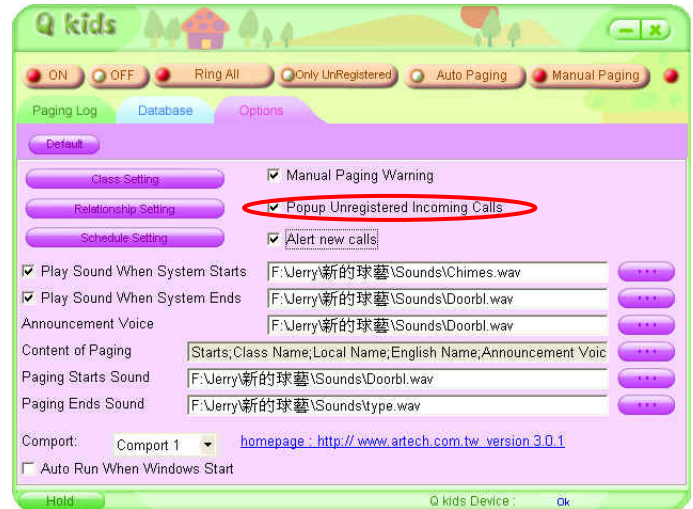 Q kids
ON OFF Ring All Only UnRegistered Auto Paging Manual Paging
Paging Log Database Options
Default
Class Setting Manual Paging Warning
Relationship Setting Popup Unregistered Incoming Calls
Schedule Setting Alert new calls
Play Sound When System Starts F:\Jerry\新的球藝\Sounds\Chimes.wav ...
Play Sound When System Ends F:\Jerry\新的球藝\Sounds\Doorbl.wav ...
Announcement Voice F:\Jerry\新的球藝\Sounds\Doorbl.wav ...
Content of Paging Starts;Class Name;Local Name;English Name;Announcement Voic ...
Paging Starts Sound F:\Jerry\新的球藝\Sounds\Doorbl.wav ...
Paging Ends Sound F:\Jerry\新的球藝\Sounds\type.wav ...
Comport: Comport 1 homepage : http:// www.artech.com.tw version 3.0.1
Auto Run When Windows Start
Hold Q kids Device : Ok